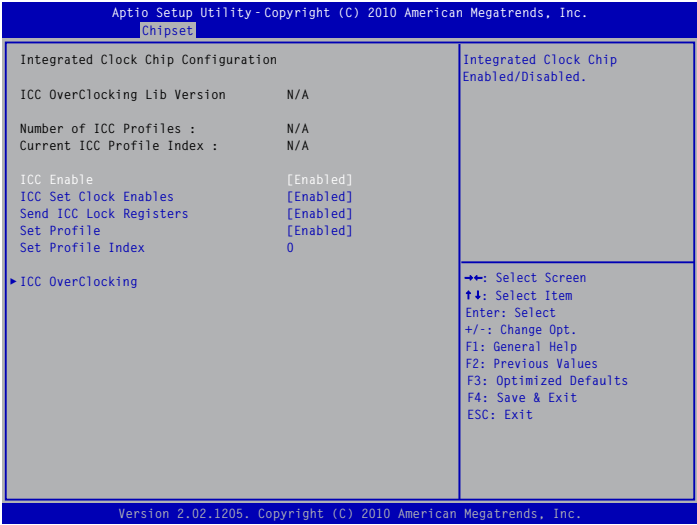 Aptio Setup Utility - Copyright (C) 2010 American Megatrends, Inc.
Chipset
Integrated Clock Chip Configuration
ICC OverClocking Lib Version N/A
Number of ICC Profiles : N/A
Current ICC Profile Index : N/A
ICC Enable [Enabled]
ICC Set Clock Enables [Enabled]
Send ICC Lock Registers [Enabled]
Set Profile [Enabled]
Set Profile Index 0
►ICC OverClocking
Integrated Clock Chip
Enabled/Disabled.
→←: Select Screen
↑↓: Select Item
Enter: Select
+/-: Change Opt.
F1: General Help
F2: Previous Values
F3: Optimized Defaults
F4: Save & Exit
ESC: Exit
Version 2.02.1205. Copyright (C) 2010 American Megatrends, Inc.